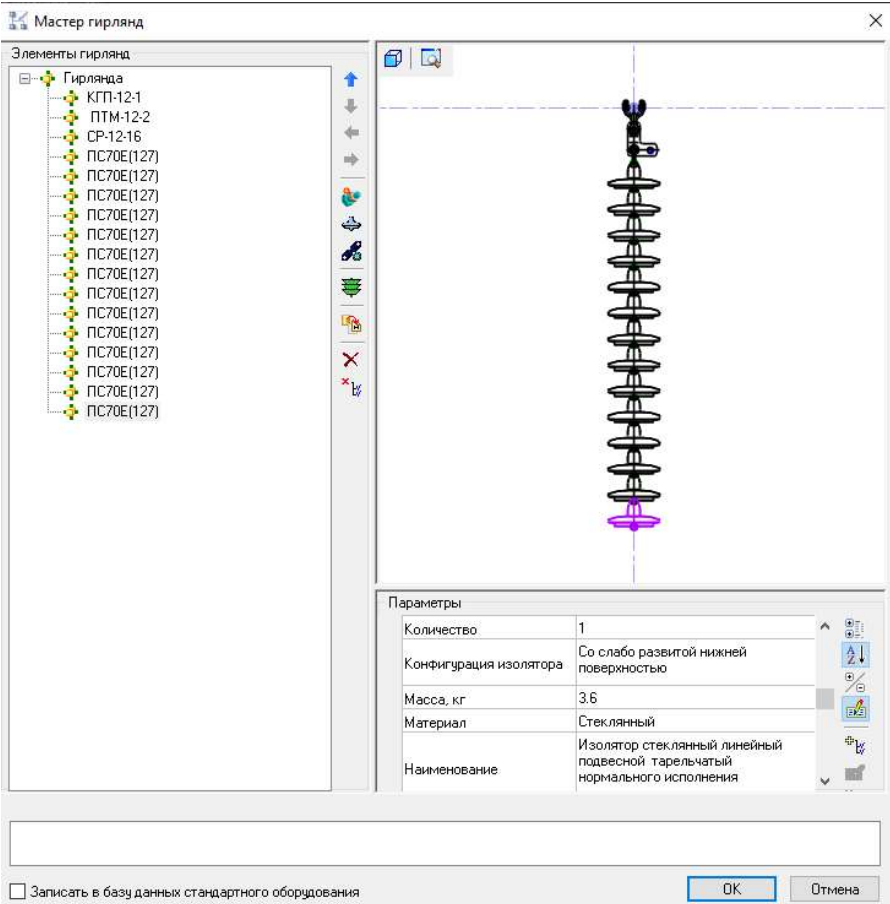 Мастер гирлянд
Элементы гирлянд
Гирлянда
КГП-12-1
ПТМ-12-2
СР-12-16
ПС70Е(127)
ПС70Е(127)
ПС70Е(127)
ПС70Е(127)
ПС70Е(127)
ПС70Е(127)
ПС70Е(127)
ПС70Е(127)
ПС70Е(127)
ПС70Е(127)
ПС70Е(127)
ПС70Е(127)
ПС70Е(127)
ПС70Е(127)
Параметры
Количество 1
Конфигурация изолятора Со слабо развитой нижней
поверхностью
Масса, кг 3.6
Материал Стеклянный
Наименование Изолятор стеклянный линейный
подвесной тарельчатый
нормального исполнения
Записать в базу данных стандартного оборудования
OK
Отмена